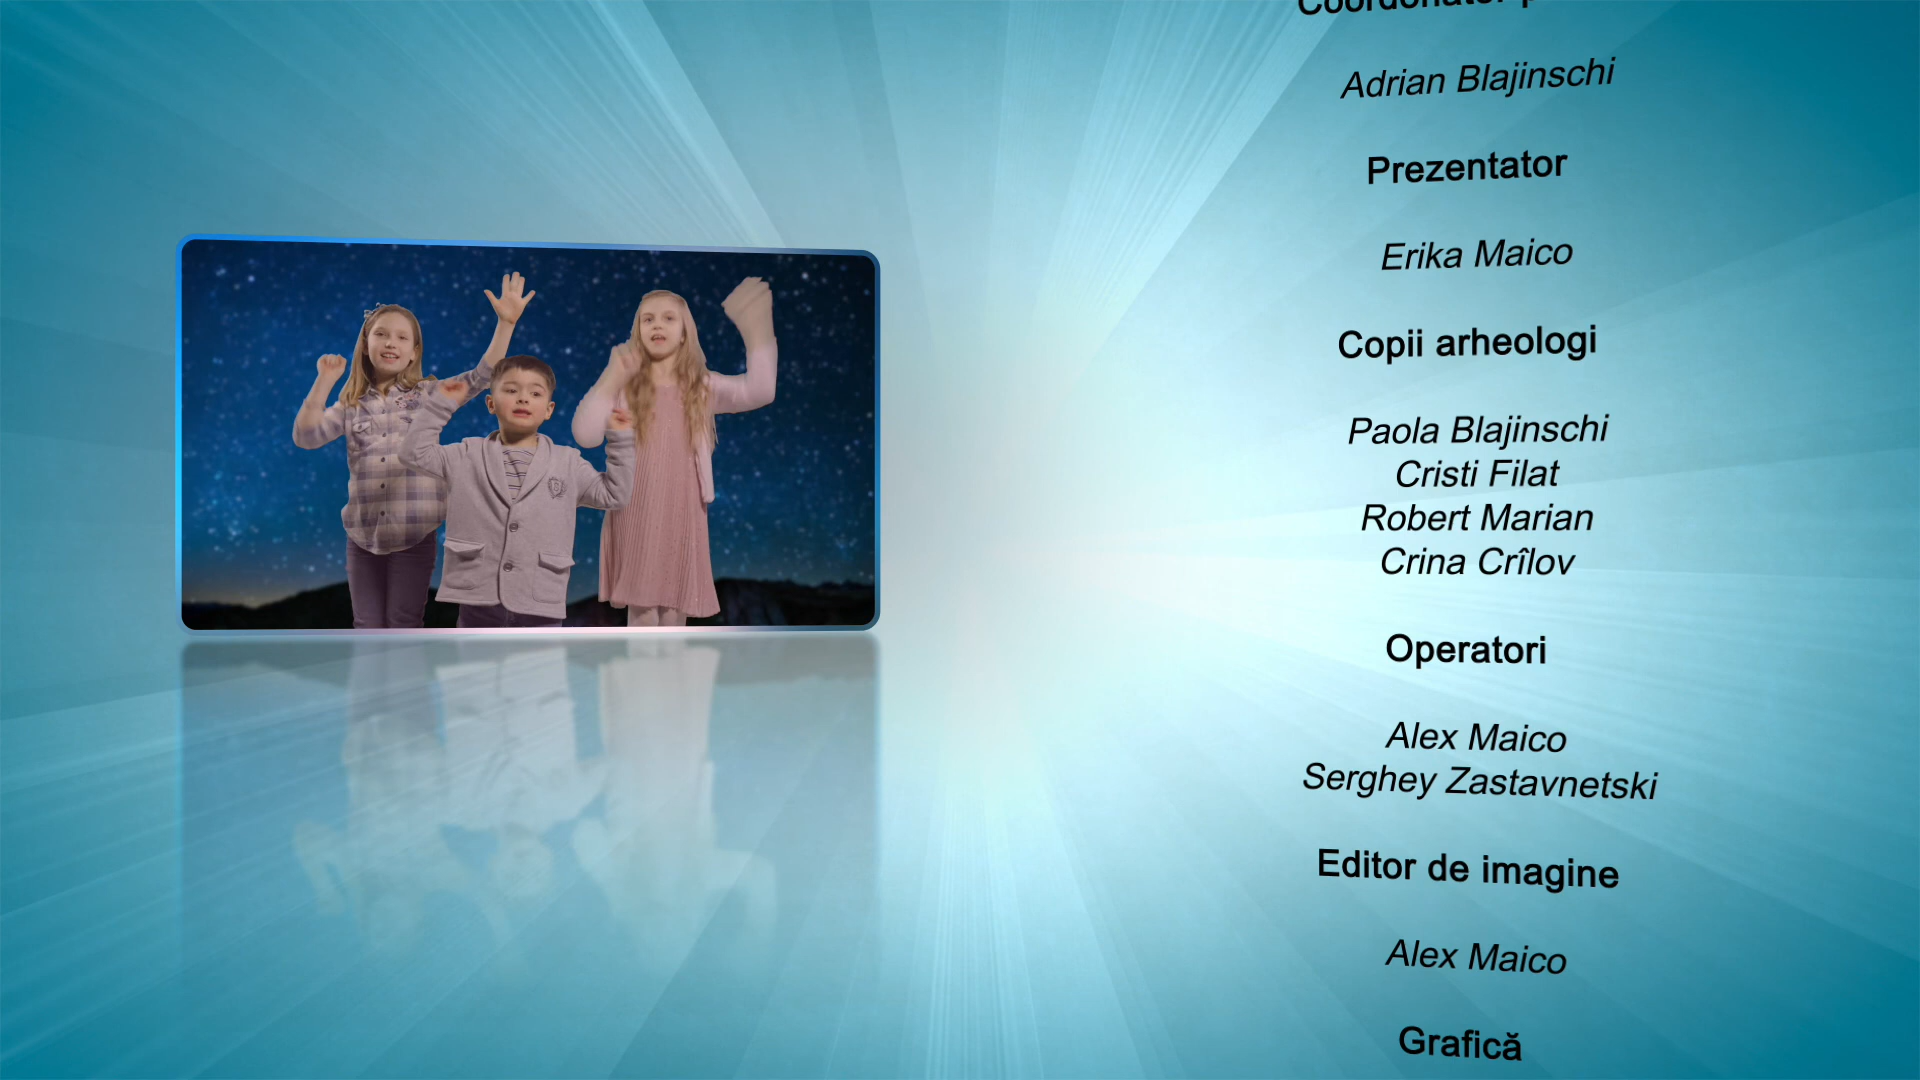 Adrian Blajinschi
Prezentator
Erika Maico
Copii arheologi
Paola Blajinschi
Cristi Filat
Robert Marian
Crina Crîlov
Operatori
Alex Maico
Serghey Zastavnetski
Editor de imagine
Alex Maico
Grafică